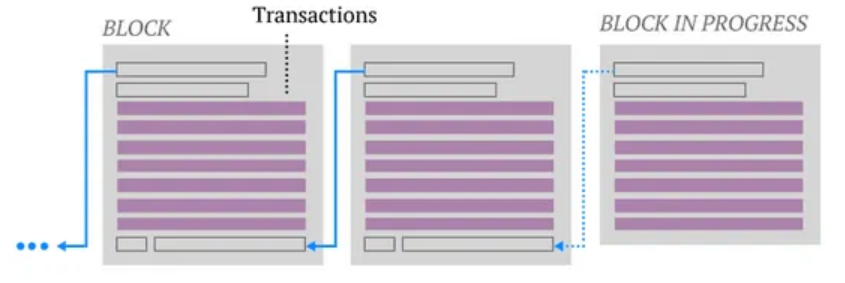 BLOCK
Transactions
BLOCK IN PROGRESS